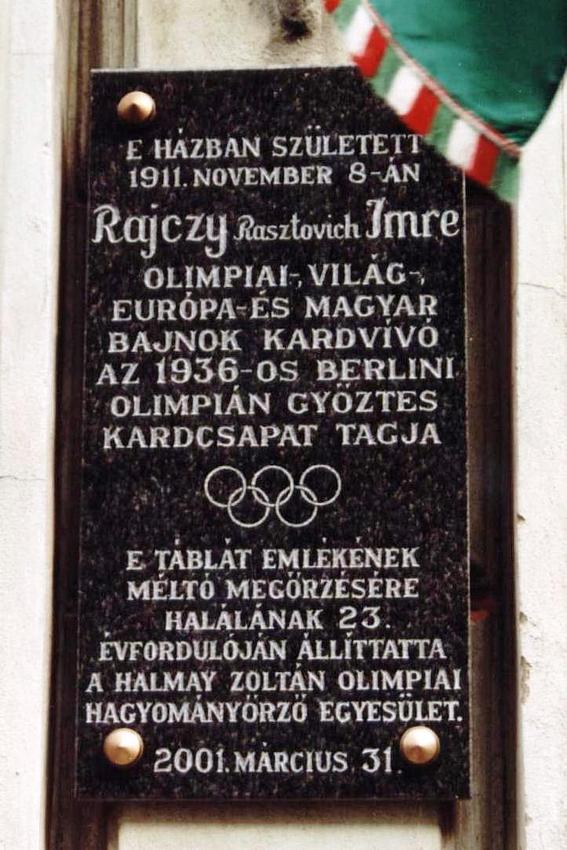 E HÁZBAN SZÜLETETT
1911. NOVEMBER 8-ÁN
Rajczy Rasztovich Imre
OLIMPIAI-, VILÁG-,
EURÓPA- ÉS MAGYAR
BAJNOK KARDVÍVÓ
AZ 1936-OS BERLINI
OLIMPIÁN GYŐZTES
KARDCSAPAT TAGJA
E TÁBLÁT EMLÉKÉNEK
MÉLTÓ MEGŐRZÉSÉRE
HALÁLÁNAK 23.
ÉVFORDULÓJÁN ÁLLÍTTATTA
A HALMAY ZOLTÁN OLIMPIAI
HAGYOMÁNYŐRZŐ EGYESÜLET.
2001. MÁRCIUS 31.